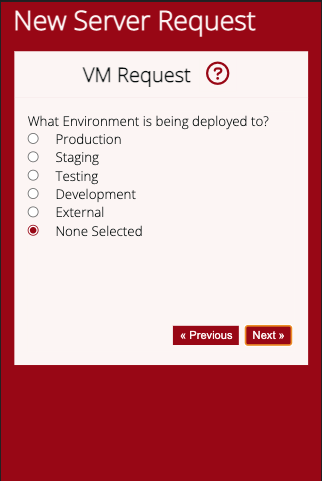 New Server Request
VM Request ?
What Environment is being deployed to?
Production
Staging
Testing
Development
External
None Selected
« Previous Next »